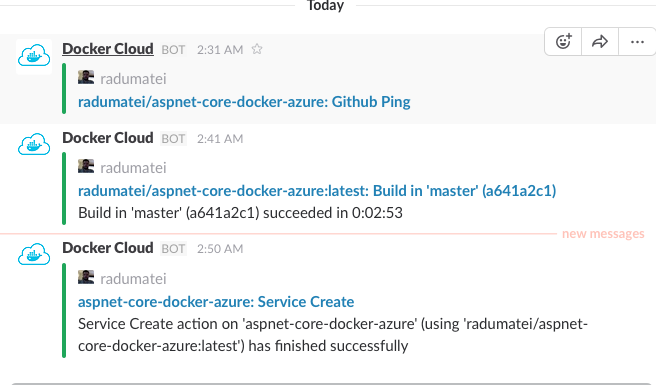 Today
Docker Cloud BOT 2:31 AM
radumatei
radumatei/aspnet-core-docker-azure: Github Ping
Docker Cloud BOT 2:41 AM
radumatei
radumatei/aspnet-core-docker-azure:latest: Build in 'master' (a641a2c1)
Build in 'master' (a641a2c1) succeeded in 0:02:53
new messages
Docker Cloud BOT 2:50 AM
radumatei
aspnet-core-docker-azure: Service Create
Service Create action on 'aspnet-core-docker-azure' (using 'radumatei/aspnet-
core-docker-azure:latest') has finished successfully